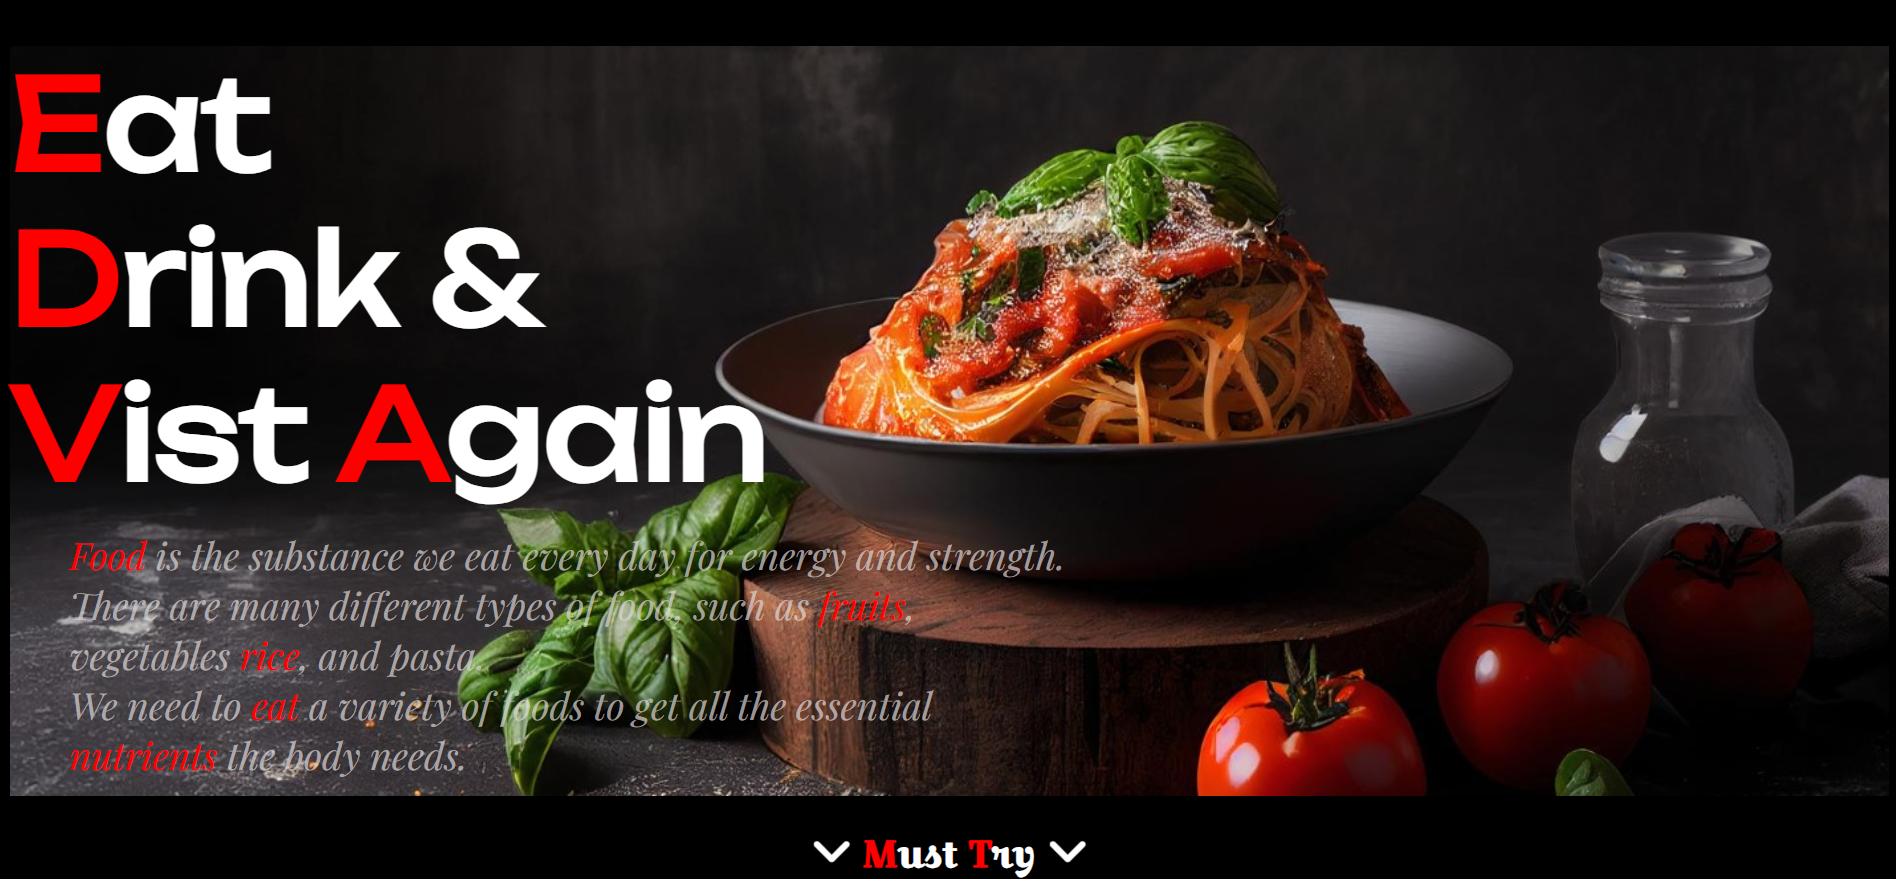 Eat
Drink &
Vist Again
Food is the substance we eat every day for energy and strength.
There are many different types of food, such as fruits,
vegetables rice, and pasta.
We need to eat a variety of foods to get all the essential
nutrients the body needs.
Must Try